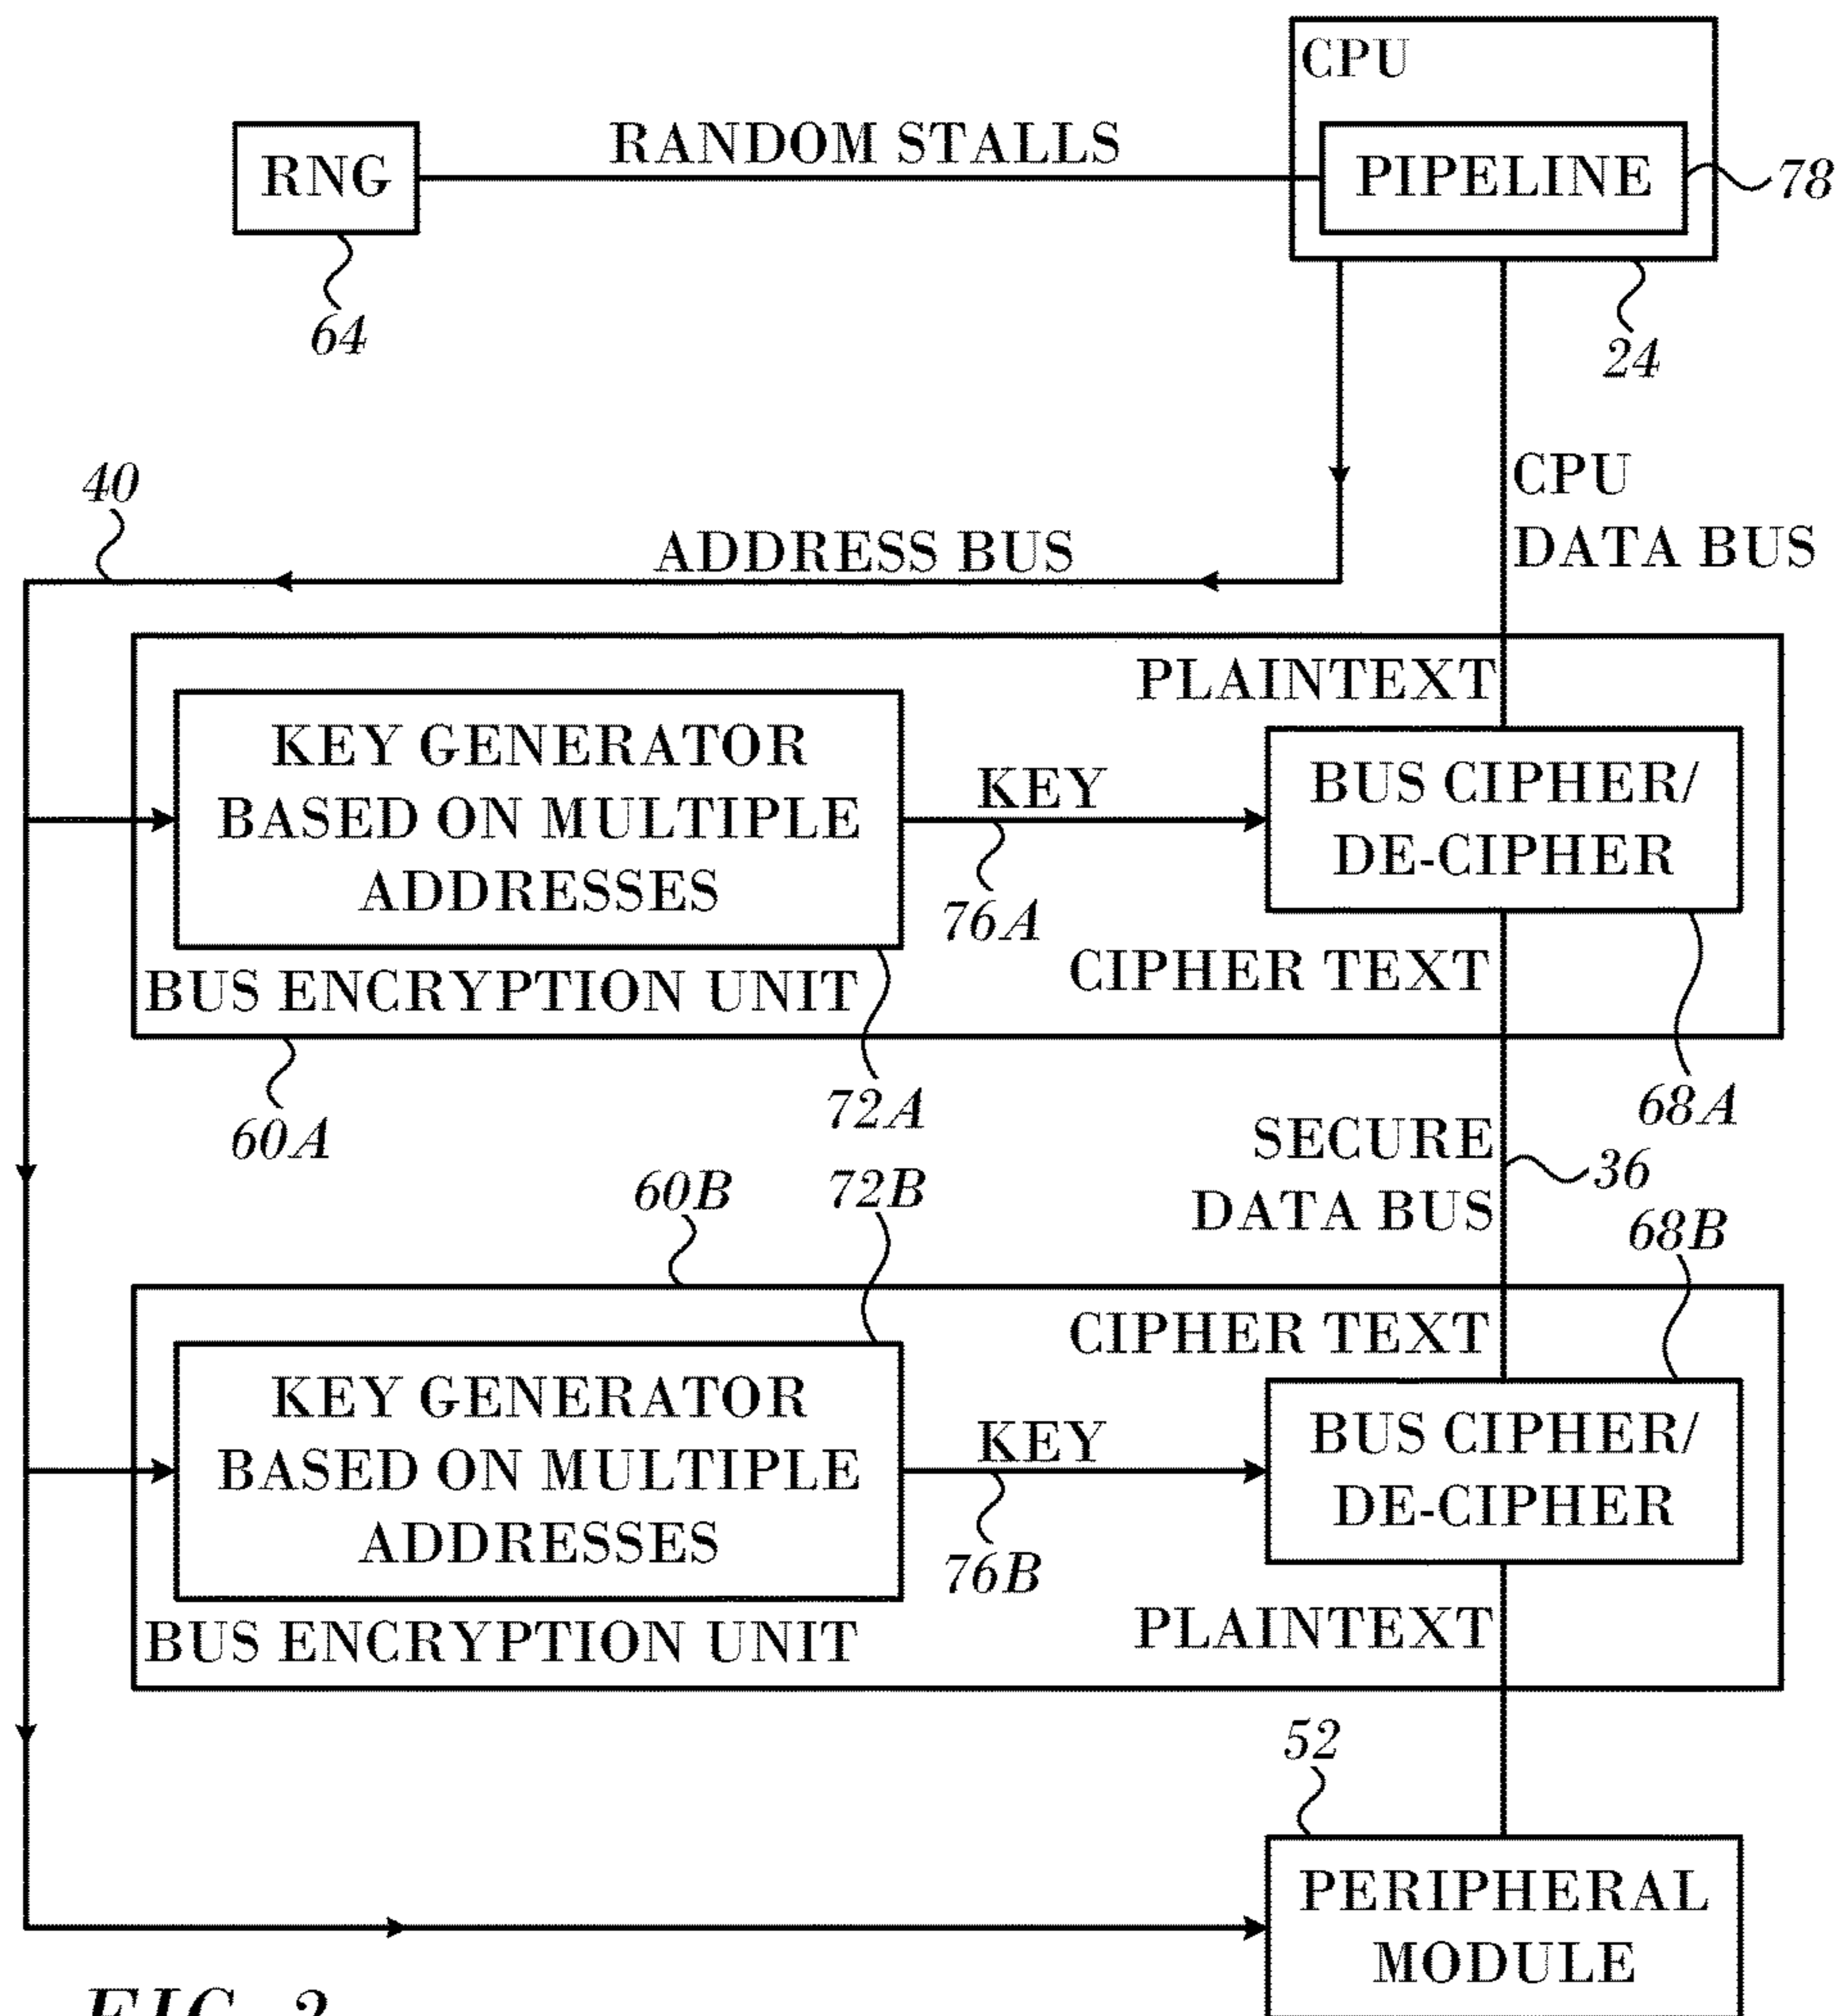 CPU
RANDOM STALLS
RNG
PIPELINE
78
64
24
40
CPU
DATA BUS
ADDRESS BUS
PLAINTEXT
KEY GENERATOR
BASED ON MULTIPLE
ADDRESSES
KEY
BUS CIPHER/
DE-CIPHER
76A
CIPHER TEXT
BUS ENCRYPTION UNIT
60A
72A
68A
SECURE
DATA BUS
36
60B
72B
68B
CIPHER TEXT
KEY GENERATOR
BASED ON MULTIPLE
ADDRESSES
KEY
BUS CIPHER/
DE-CIPHER
76B
PLAINTEXT
BUS ENCRYPTION UNIT
52
PERIPHERAL
MODULE
FIG. 2